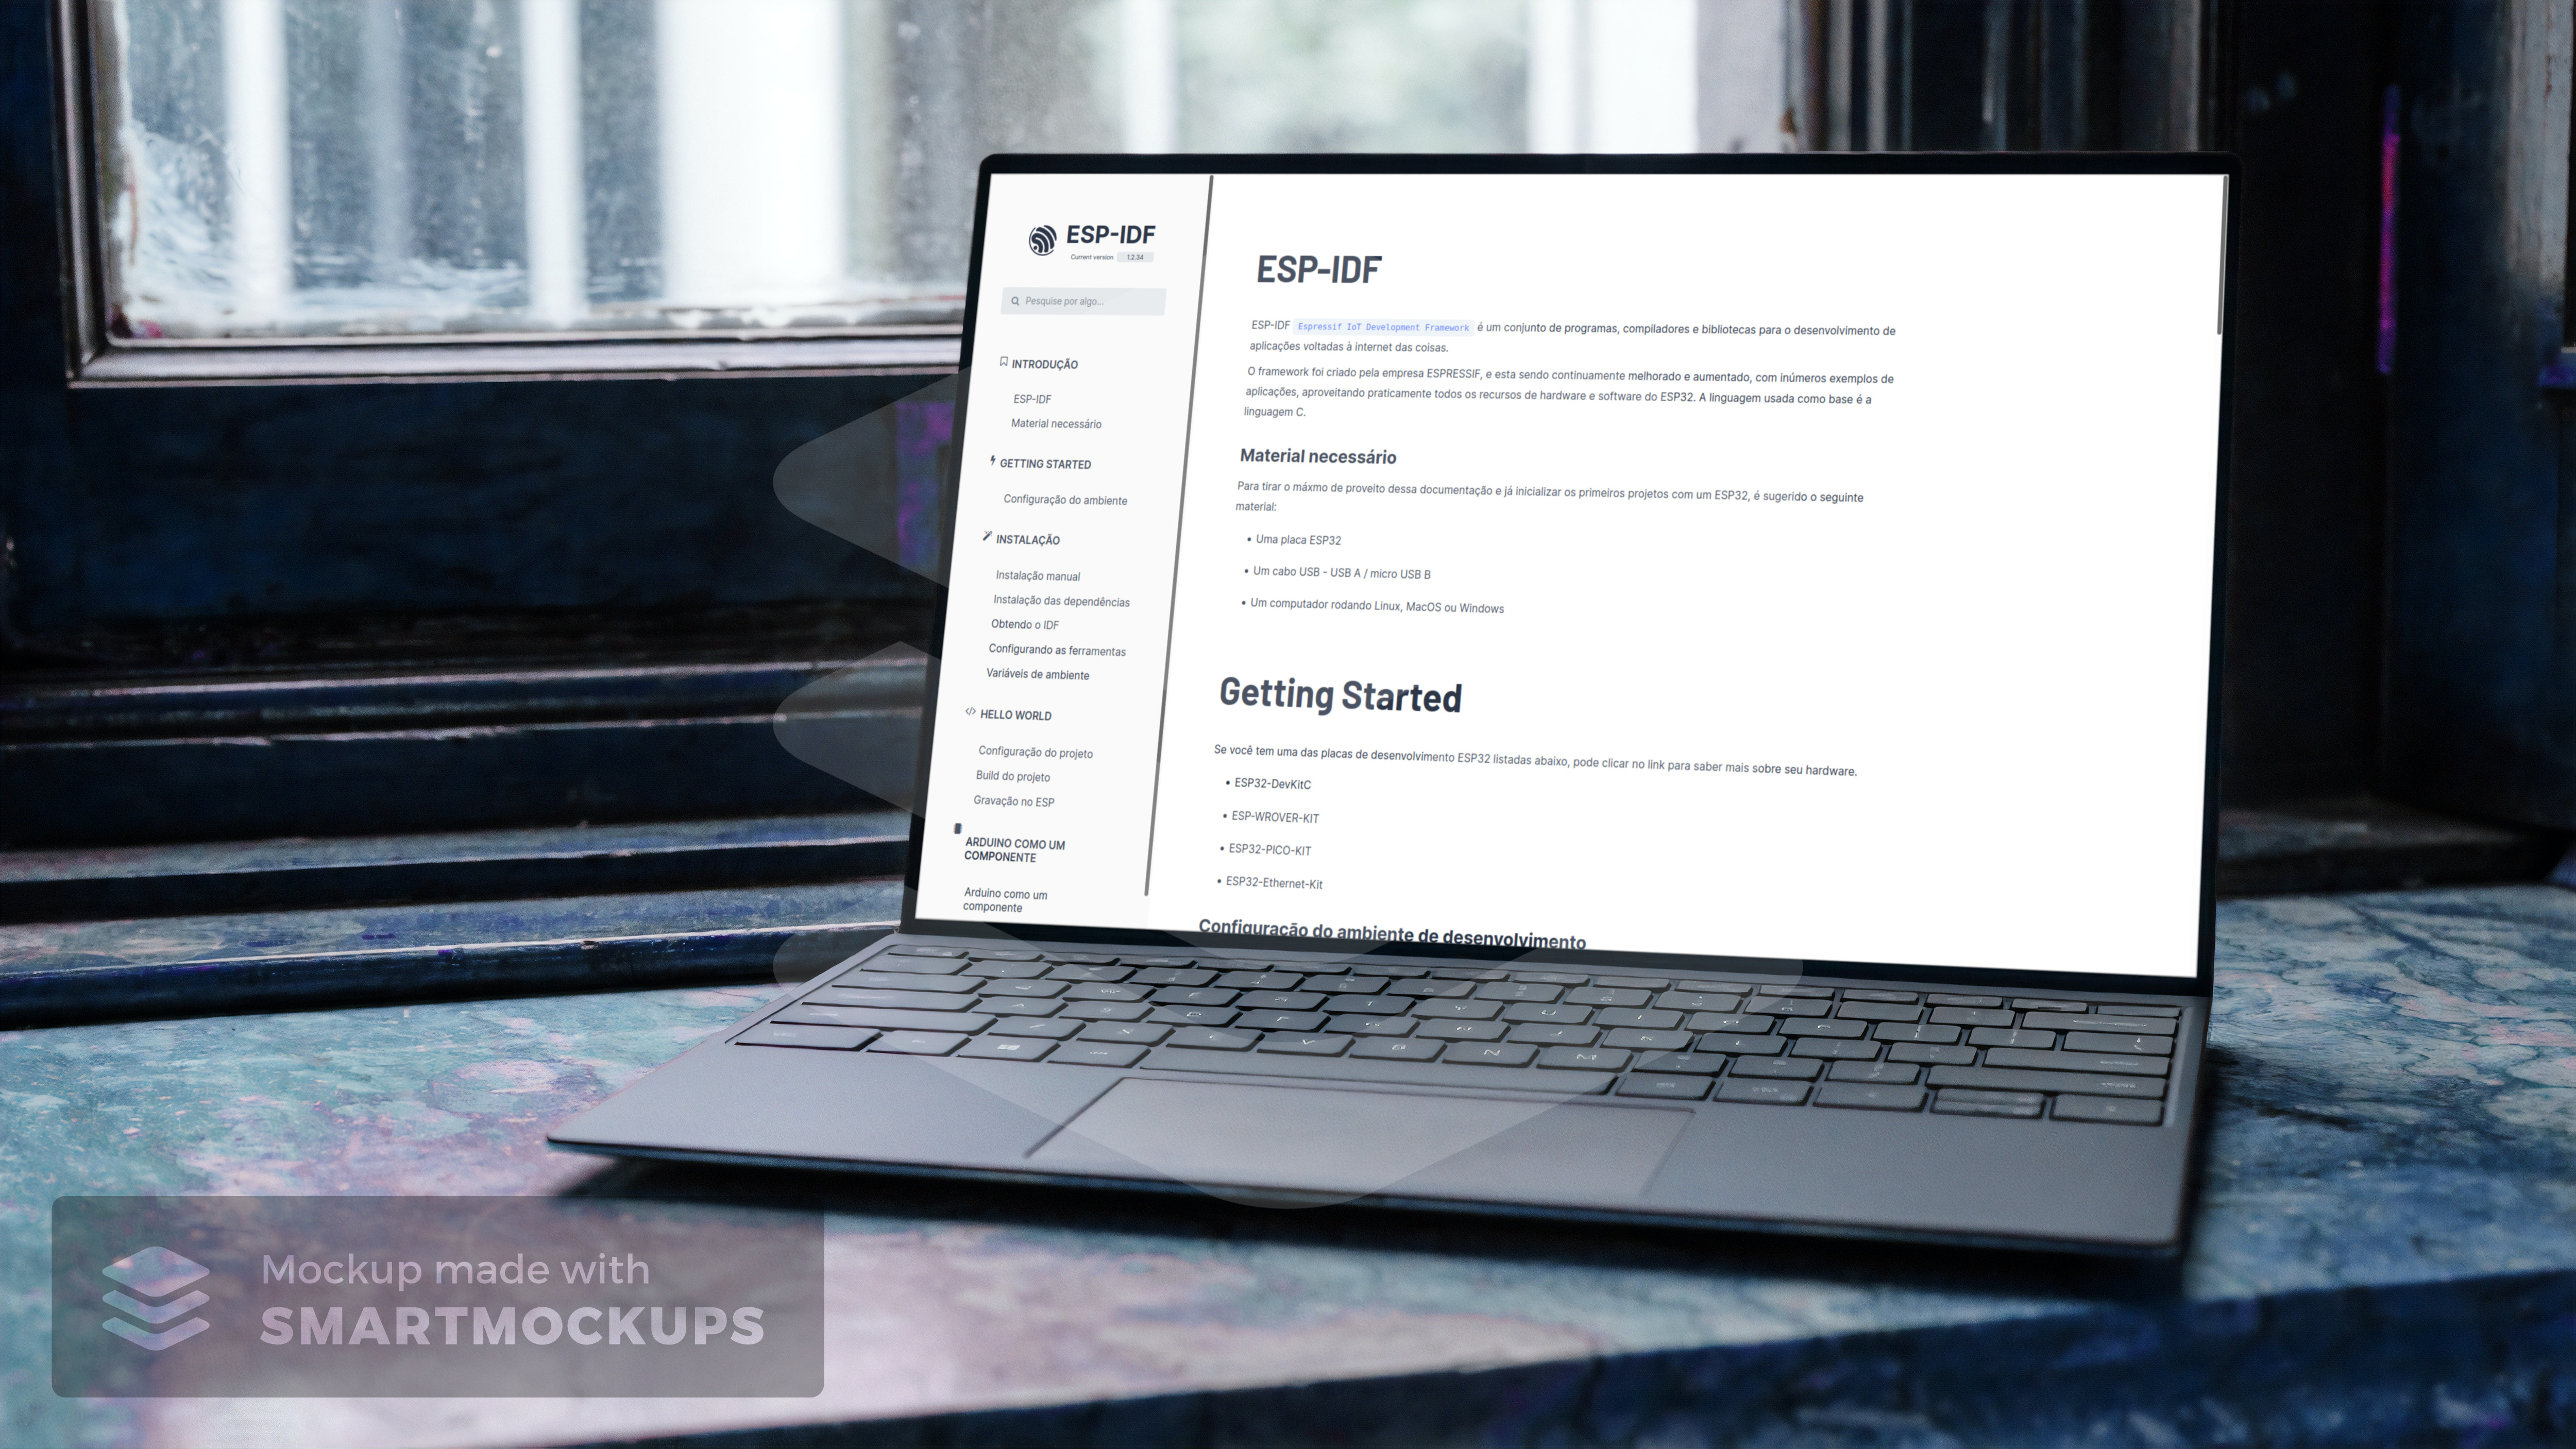 ESP-IDF
Current version 1.2.34
Pesquise por algo...
INTRODUÇÃO
ESP-IDF
Material necessário
GETTING STARTED
Configuração do ambiente
INSTALAÇÃO
Instalação manual
Instalação das dependências
Obtendo o IDF
Configurando as ferramentas
Variáveis de ambiente
HELLO WORLD
Configuração do projeto
Build do projeto
Gravação no ESP
ARDUINO COMO UM
COMPONENTE
Arduino como um
componente
ESP-IDF
ESP-IDF Espressif IoT Development Framework é um conjunto de programas, compiladores e bibliotecas para o desenvolvimento de
aplicações voltadas à internet das coisas.
O framework foi criado pela empresa ESPRESSIF, e esta sendo continuamente melhorado e aumentado, com inúmeros exemplos de
aplicações, aproveitando praticamente todos os recursos de hardware e software do ESP32. A linguagem usada como base é a
linguagem C.
Material necessário
Para tirar o máxmo de proveito dessa documentação e já inicializar os primeiros projetos com um ESP32, é sugerido o seguinte
material:
• Uma placa ESP32
• Um cabo USB - USB A / micro USB B
• Um computador rodando Linux, MacOS ou Windows
Getting Started
Se você tem uma das placas de desenvolvimento ESP32 listadas abaixo, pode clicar no link para saber mais sobre seu hardware.
• ESP32-DevKitC
• ESP-WROVER-KIT
• ESP32-PICO-KIT
• ESP32-Ethernet-Kit
Configuração do ambiente de desenvolvimento
Mockup made with
SMARTMOCKUPS